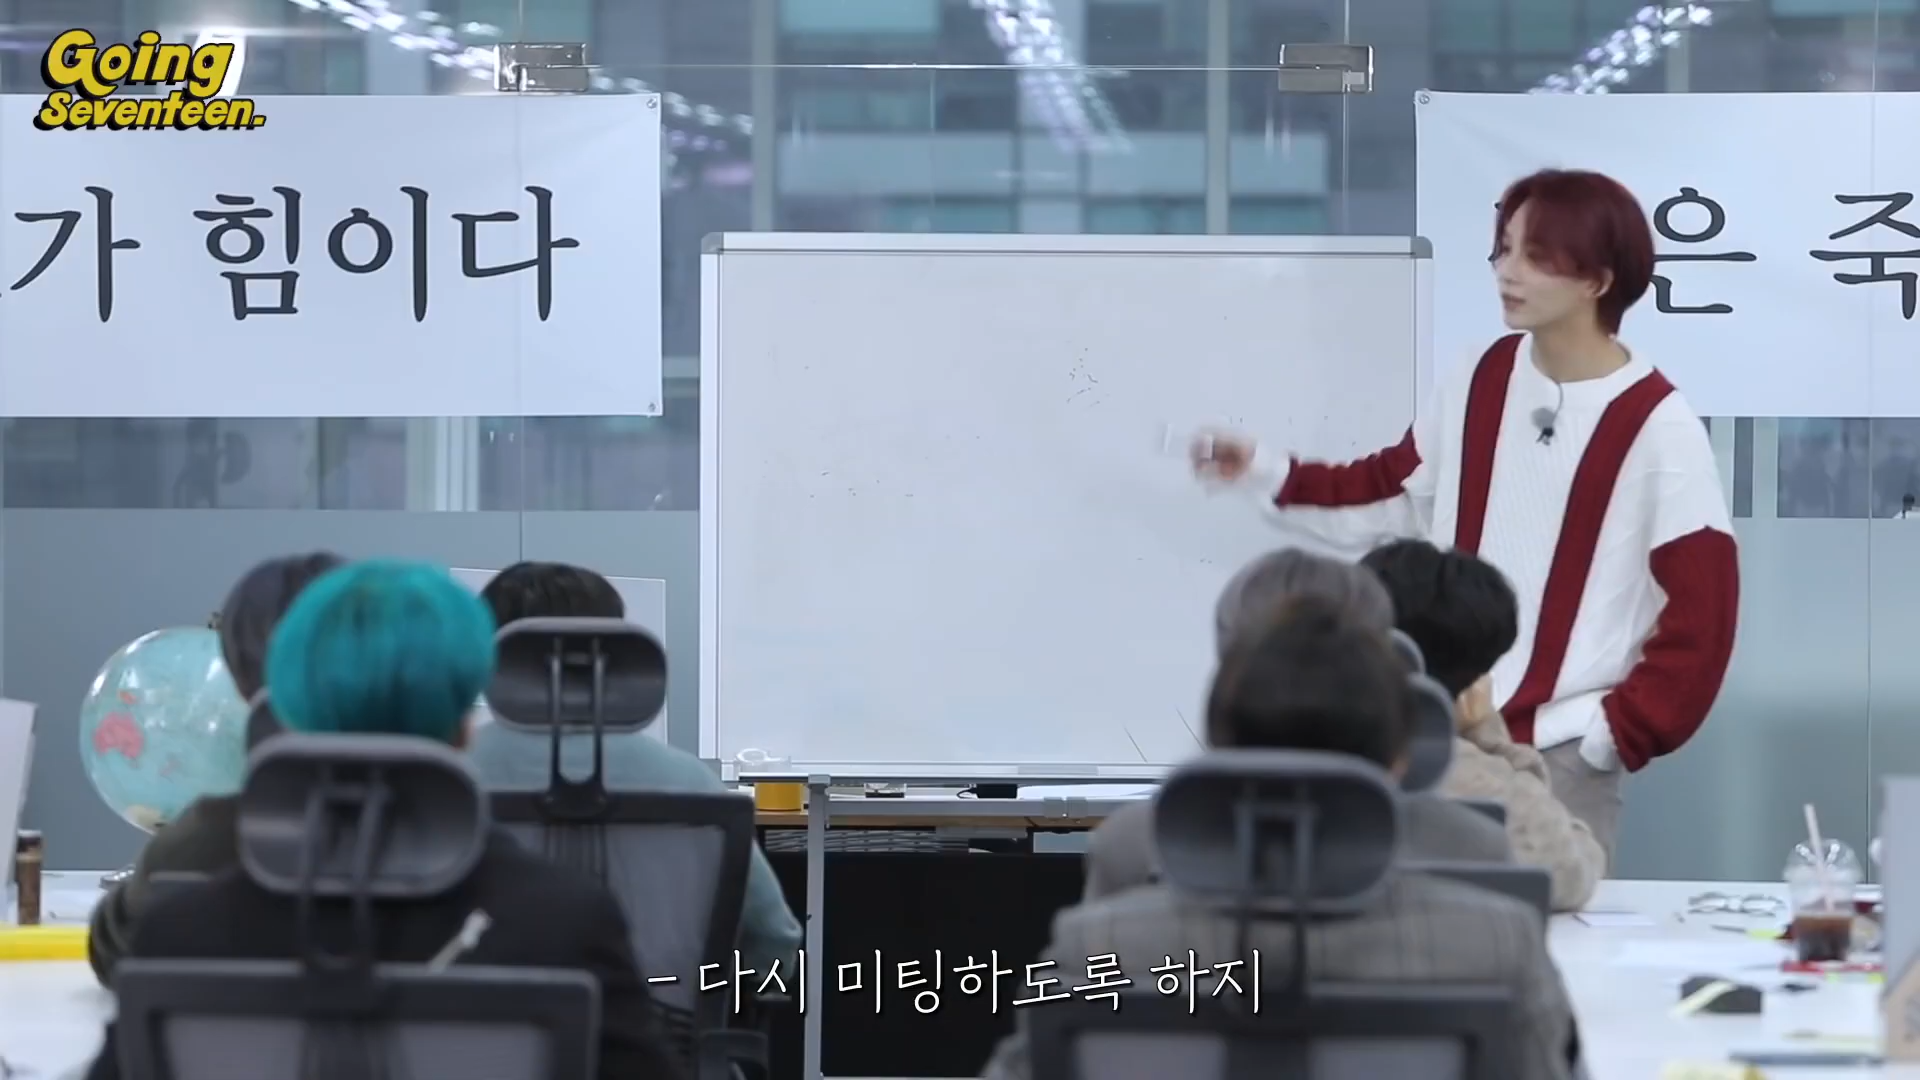 Going
Seventeen.
가 힘이다
은 죽
- 다시 미팅하도록 하지